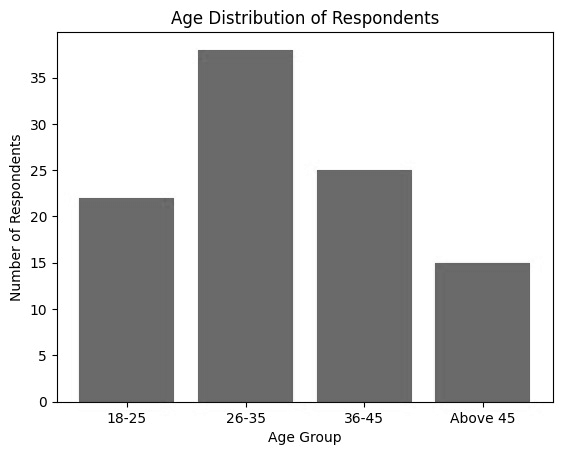 Age Distribution of Respondents
Number of Respondents
35
30
25
20
15
10
5
0
18-25 26-35 36-45 Above 45
Age Group